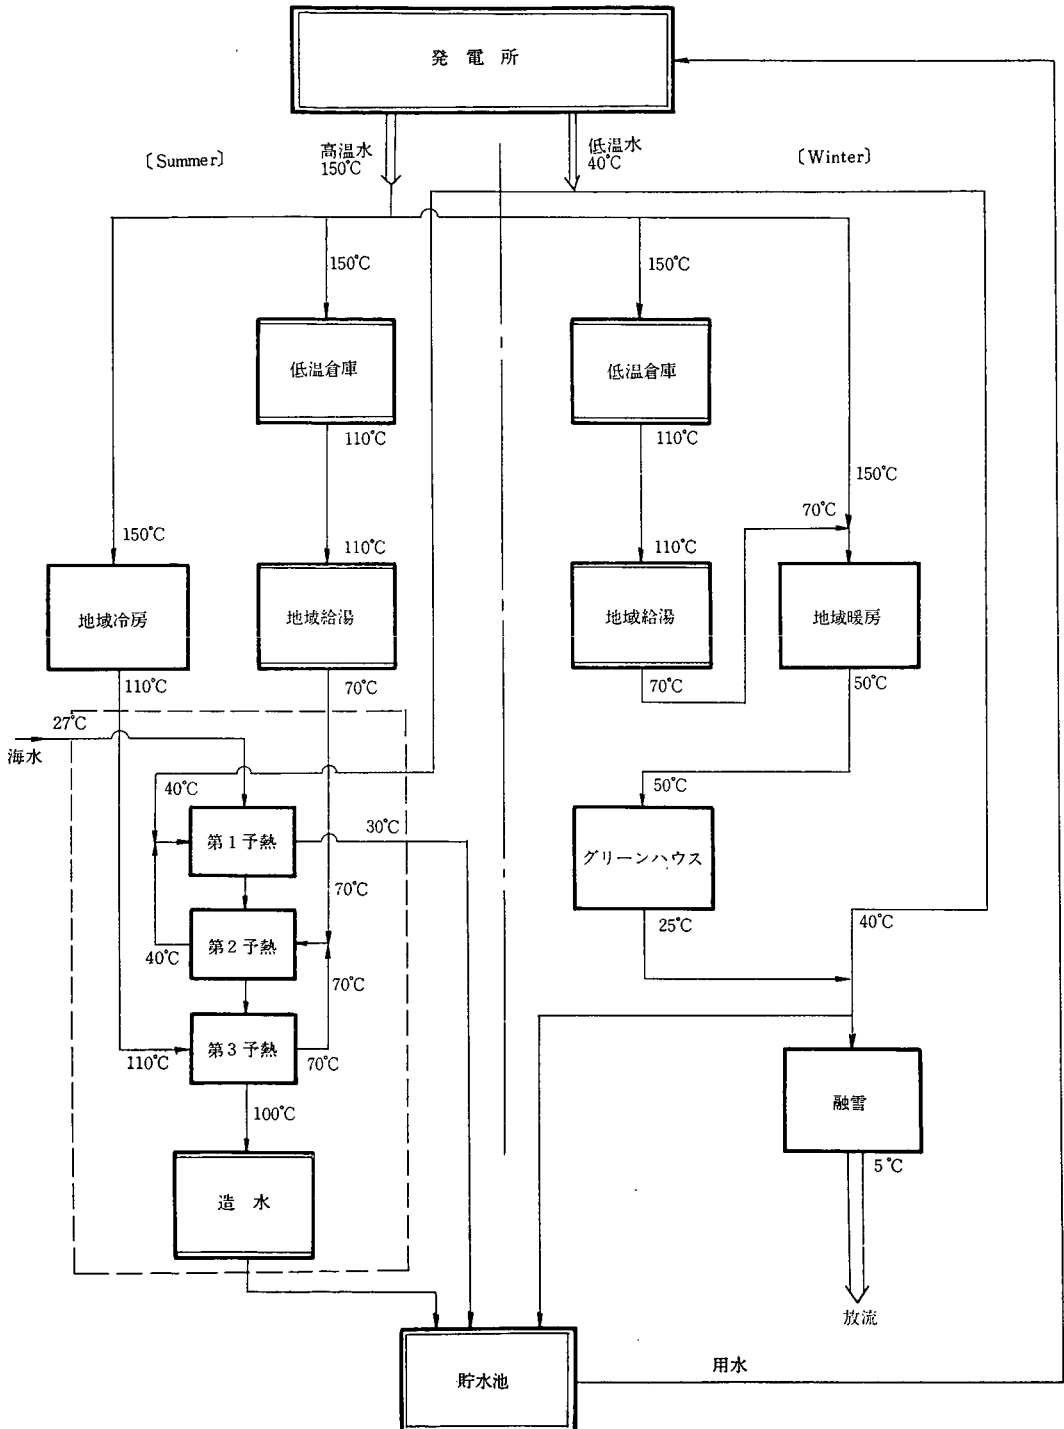 発電所
〔Summer〕
高温水
150℃
低温水
40℃
〔Winter〕
150℃
150℃
低温倉庫
低温倉庫
110℃
110℃
150℃
70℃
150℃
110℃
110℃
地域冷房
地域給湯
地域給湯
地域暖房
110℃
70℃
70℃
50℃
27℃
海水
40℃
50℃
第1予熱
30℃
グリーンハウス
70℃
第2予熱
40℃
25℃
40℃
70℃
第3予熱
110℃
70℃
100℃
融雪
5℃
造水
放流
貯水池
用水